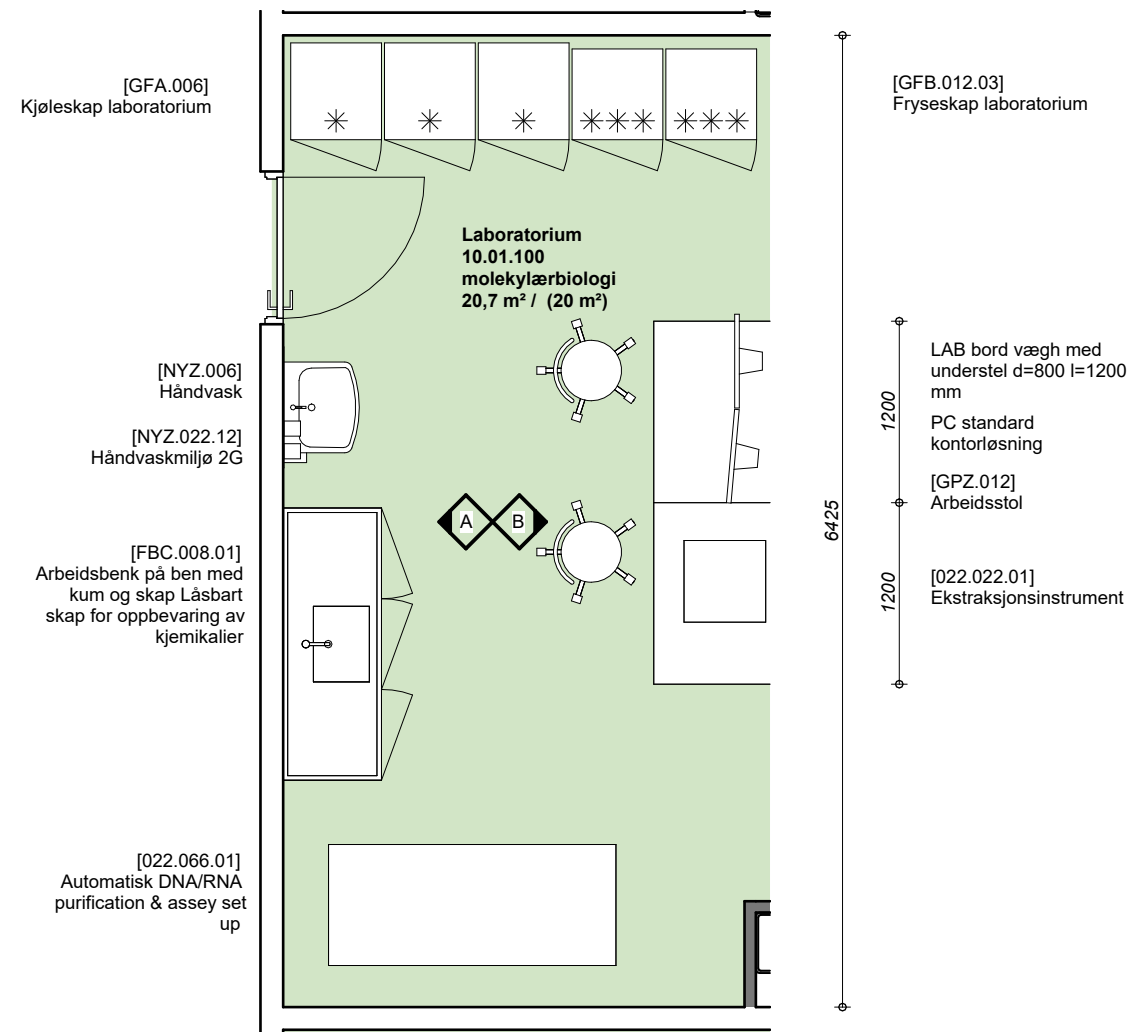 [GFA.006]
Kjøleskap laboratorium
[GFB.012.03]
Fryseskap laboratorium
Laboratorium
10.01.100
molekylærbiologi
20,7 m² / (20 m²)
[NYZ.006]
Håndvask
[NYZ.022.12]
Håndvaskmiljø 2G
[FBC.008.01]
Arbeidsbenk på ben med
kum og skap Låsbart
skap for oppbevaring av
kjemikalier
[022.066.01]
Automatisk DNA/RNA
purification & assey set
up
A
B
6425
1200
1200
LAB bord vægh med
understel d=800 l=1200
mm
PC standard
kontorløsning
[GPZ.012]
Arbeidsstol
[022.022.01]
Ekstraksjonsinstrument